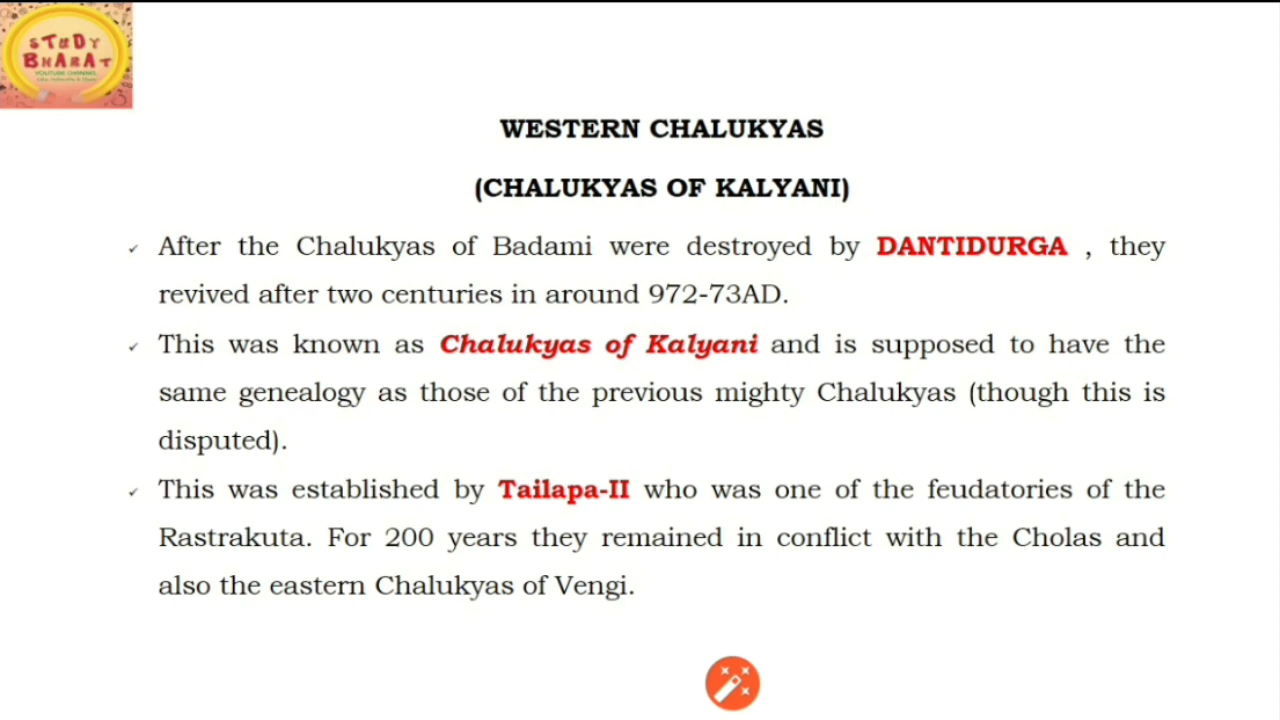 STUDY
BHARAT
YOUTUBE CHANNEL
WESTERN CHALUKYAS
(CHALUKYAS OF KALYANI)
After the Chalukyas of Badami were destroyed by DANTIDURGA , they
revived after two centuries in around 972-73AD.
This was known as Chalukyas of Kalyani and is supposed to have the
same genealogy as those of the previous mighty Chalukyas (though this is
disputed).
This was established by Tailapa-II who was one of the feudatories of the
Rastrakuta. For 200 years they remained in conflict with the Cholas and
also the eastern Chalukyas of Vengi.